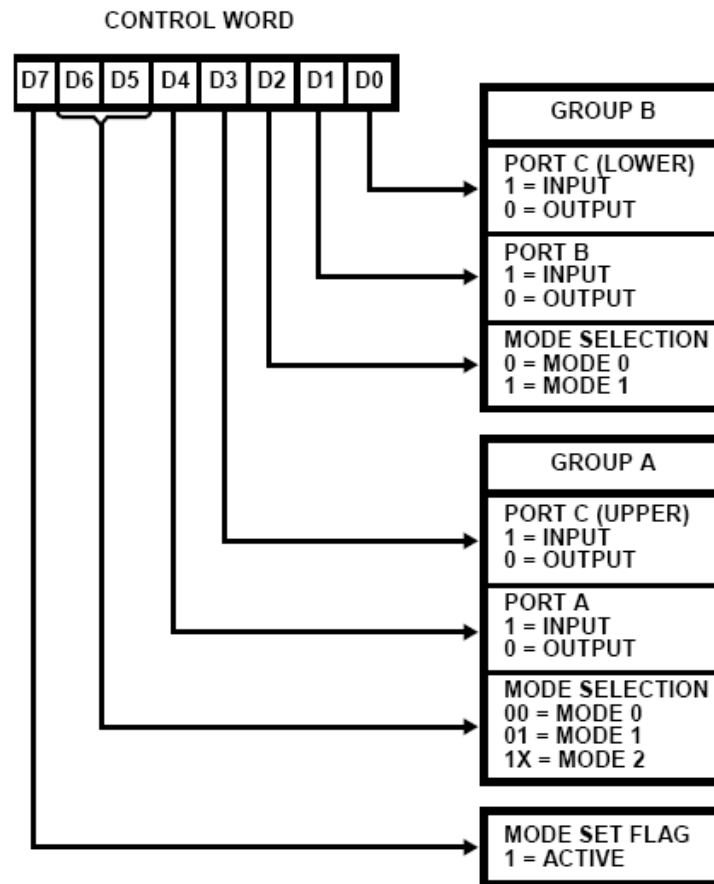 CONTROL WORD
D7 D6 D5 D4 D3 D2 D1 D0
GROUP B
PORT C (LOWER)
1 = INPUT
0 = OUTPUT
PORT B
1 = INPUT
0 = OUTPUT
MODE SELECTION
0 = MODE 0
1 = MODE 1
GROUP A
PORT C (UPPER)
1 = INPUT
0 = OUTPUT
PORT A
1 = INPUT
0 = OUTPUT
MODE SELECTION
00 = MODE 0
01 = MODE 1
1X = MODE 2
MODE SET FLAG
1 = ACTIVE